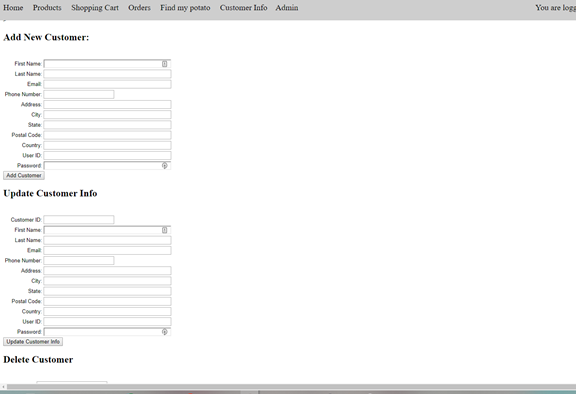 Home Products Shopping Cart Orders Find my potato Customer Info Admin You are logg
Add New Customer:
First Name:
Last Name:
Email:
Phone Number:
Address:
City:
State:
Postal Code:
Country:
User ID:
Password:
Add Customer
Update Customer Info
Customer ID:
First Name:
Last Name:
Email:
Phone Number:
Address:
City:
State:
Postal Code:
Country:
User ID:
Password:
Update Customer Info
Delete Customer